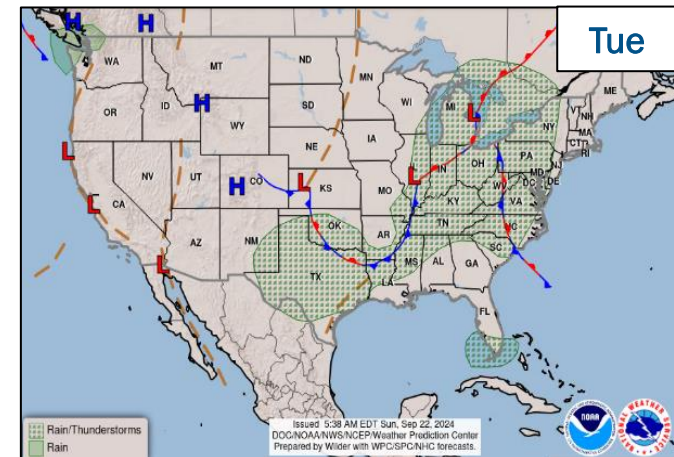 Tue
H
H
WA
MT
ND
MN
OR
ID
H
SD
WI
MI
ME
WY
VT
NH
NY
MA
CT
RI
L
L
NE
IA
PA
NJ
NV
UT
H
CO
L
KS
MO
L
IN
OH
MD
DE
DC
WV
VA
KY
L
CA
AZ
NM
OK
AR
TN
NC
SC
L
TX
LA
MS
AL
GA
FL
Rain/Thunderstorms
Rain
Issued 5:38 AM EDT Sun, Sep 22, 2024
DOC/NOAA/NWS/NCEP/Weather Prediction Center
Prepared by Wilder with WPC/SPC/NHC forecasts.
NOAA
NATIONAL WEATHER SERVICE